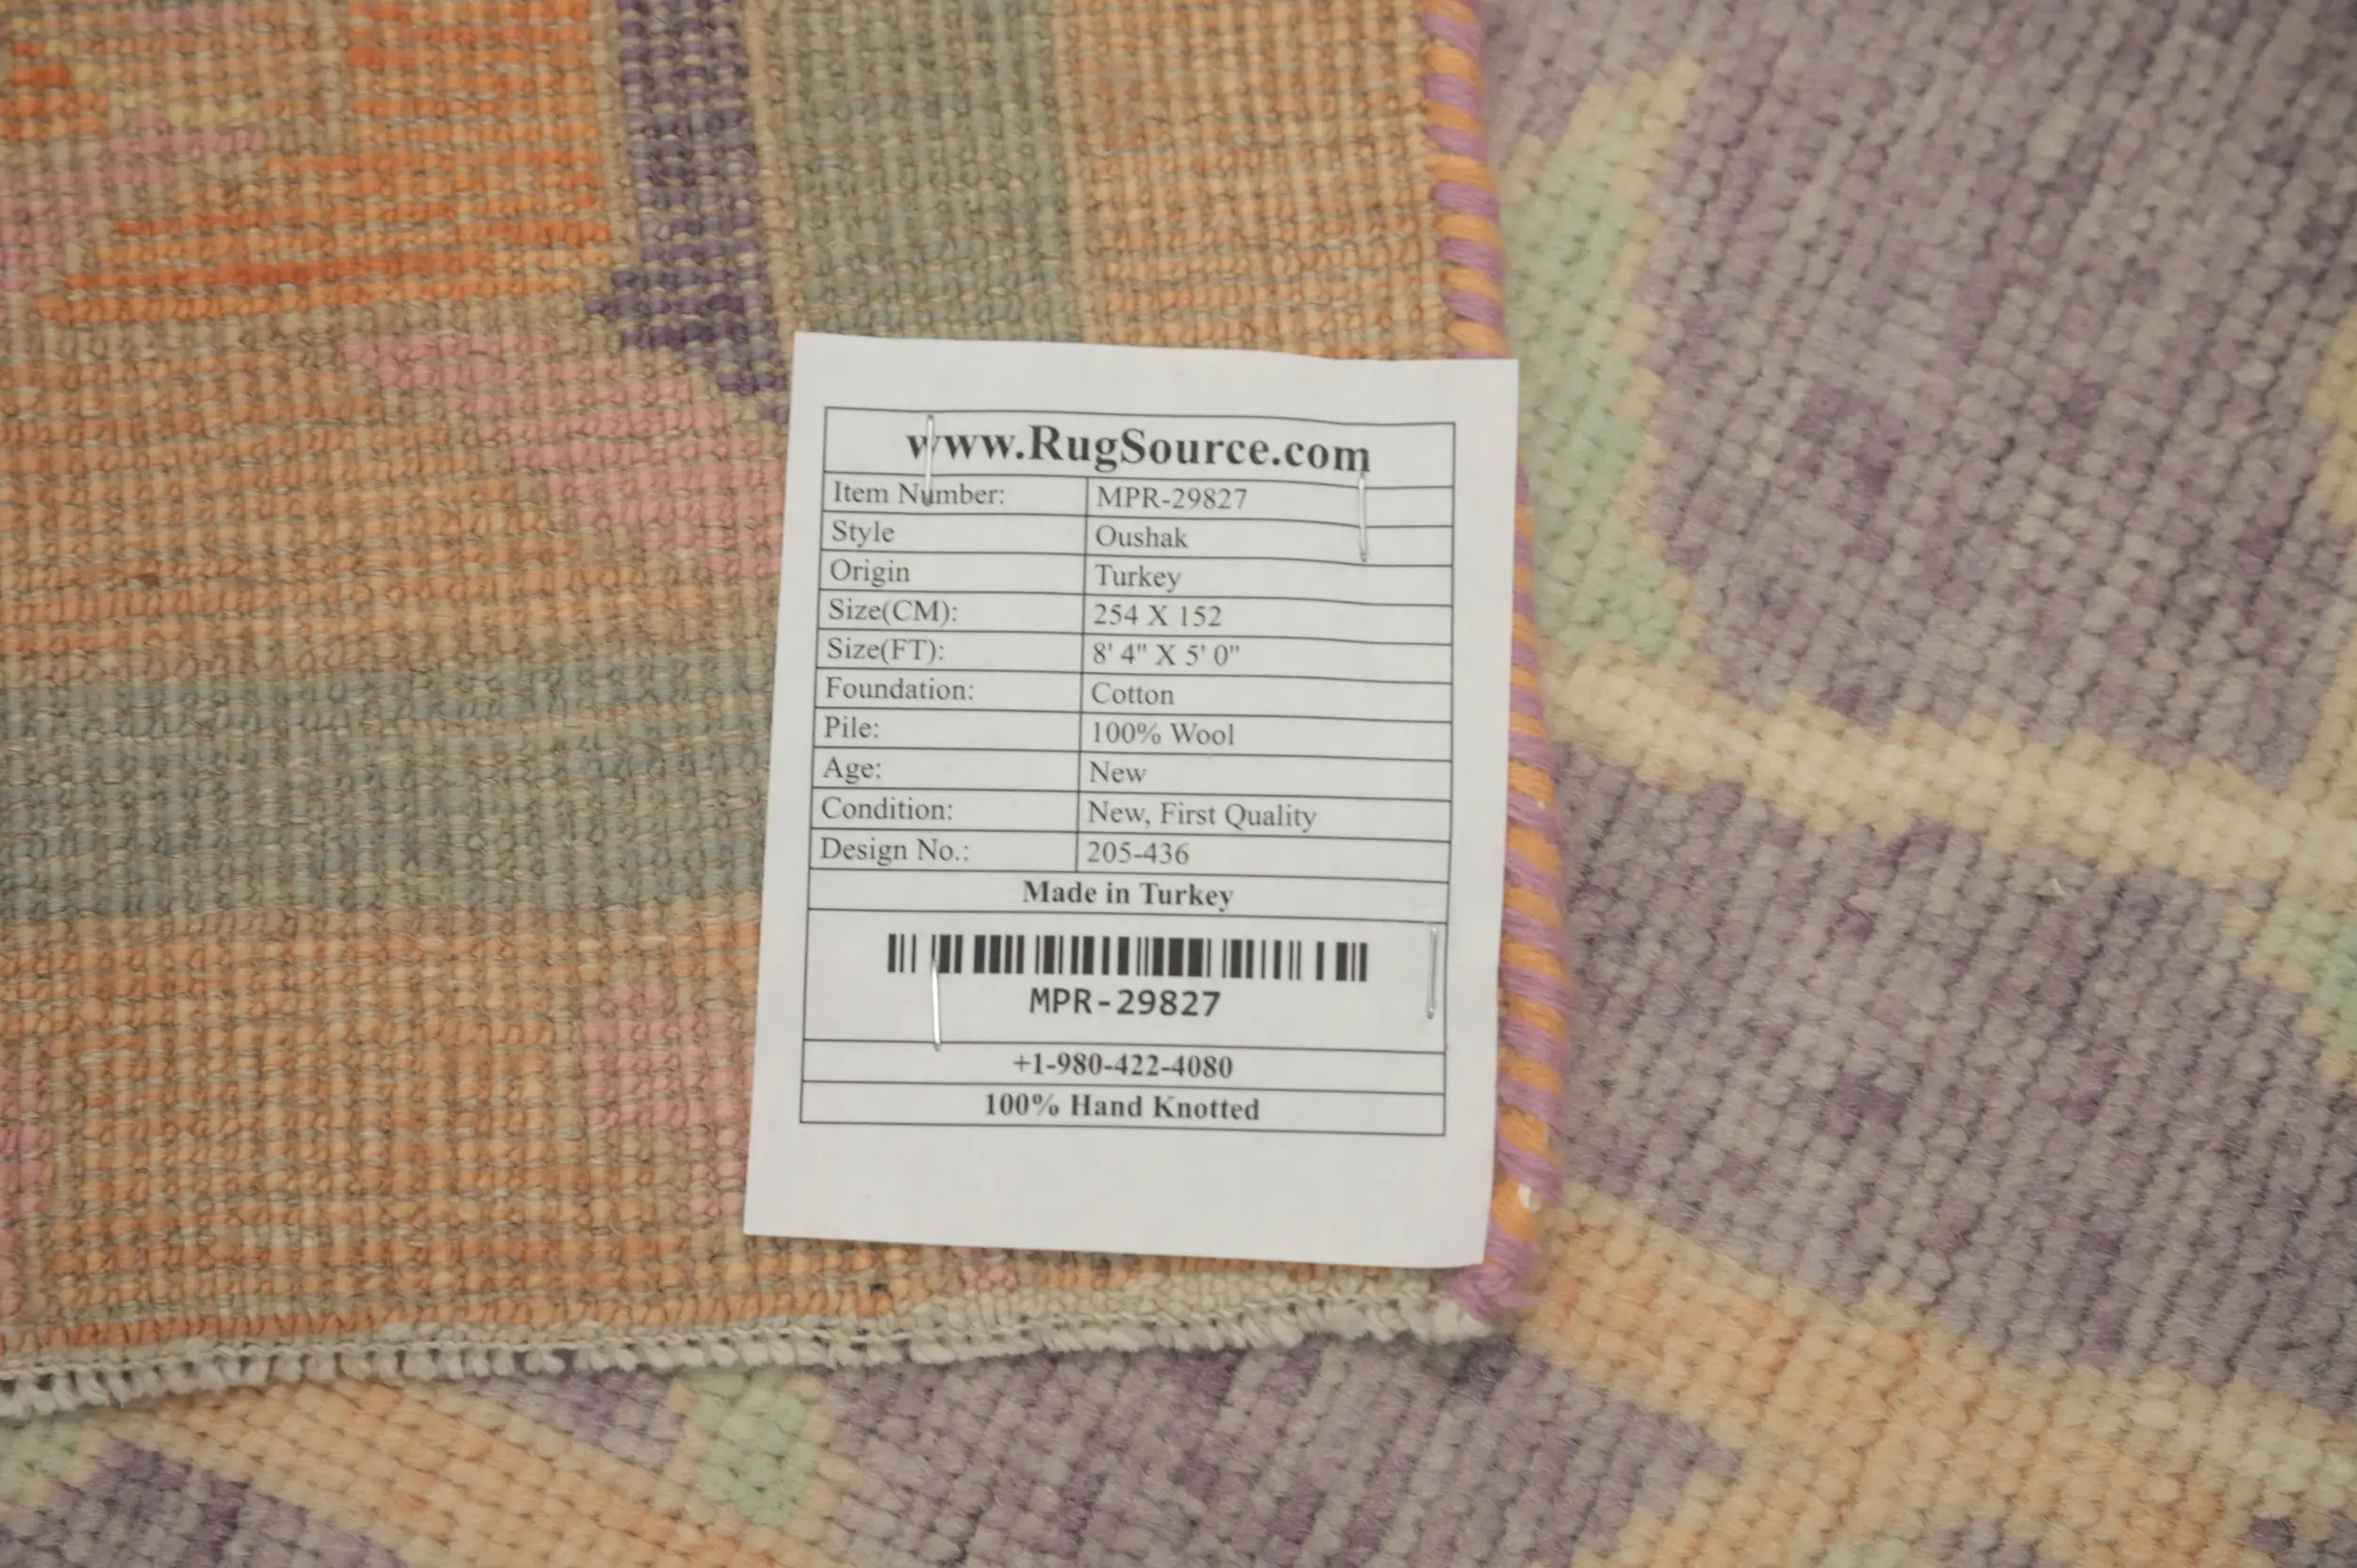 www.RugSource.com
Item Number: MPR-29827
Style Oushak
Origin Turkey
Size(CM): 254 X 152
Size(FT): 8' 4" X 5' 0"
Foundation: Cotton
Pile: 100% Wool
Age: New
Condition: New, First Quality
Design No.: 205-436
Made in Turkey
MPR-29827
+1-980-422-4080
100% Hand Knotted